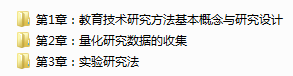 第1章：教育技术研究方法基本概念与研究设计
第2章：量化研究数据的收集
第3章：实验研究法